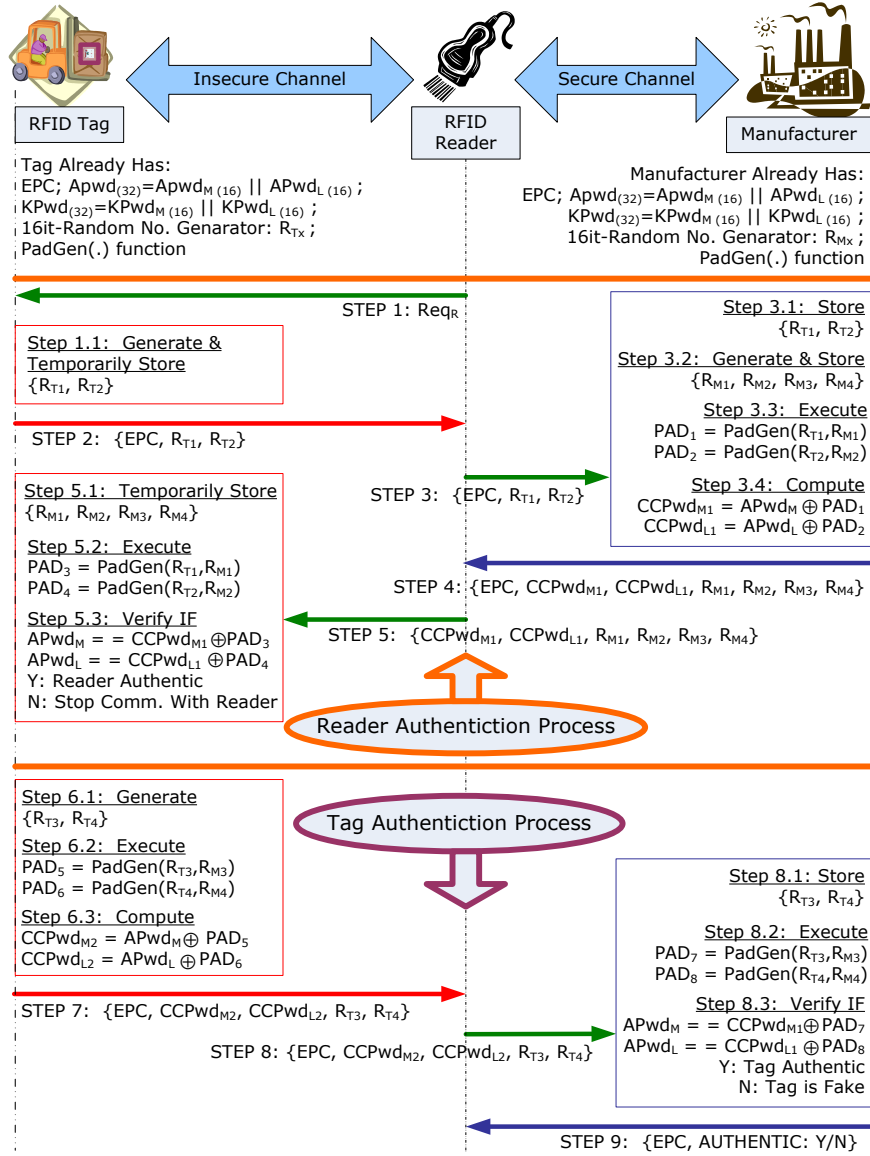 Insecure Channel
Secure Channel
RFID Tag
RFID
Reader
Manufacturer
Tag Already Has:
EPC; Apwd(32)=Apwd M (16) || APwd L (16) ;
KPwd(32)=KPwd M (16) || KPwd L (16) ;
16it-Random No. Genarator: R Tx ;
PadGen(.) function
Manufacturer Already Has:
EPC; Apwd(32)=Apwd M (16) || APwd L (16) ;
KPwd(32)=KPwd M (16) || KPwd L (16) ;
16it-Random No. Genarator: R Mx ;
PadGen(.) function
STEP 1: ReqR
Step 1.1: Generate &
Temporarily Store
{RT1, RT2}
STEP 2: {EPC, RT1, RT2}
Step 3.1: Store
{RT1, RT2}
Step 3.2: Generate & Store
{RM1, RM2, RM3, RM4}
Step 3.3: Execute
PAD1 = PadGen(RT1,RM1)
PAD2 = PadGen(RT2,RM2)
Step 3.4: Compute
CCPwdM1 = APwdM ⊕ PAD1
CCPwdL1 = APwdL ⊕ PAD2
STEP 3: {EPC, RT1, RT2}
STEP 4: {EPC, CCPwdM1, CCPwdL1, RM1, RM2, RM3, RM4}
STEP 5: {CCPwdM1, CCPwdL1, RM1, RM2, RM3, RM4}
Step 5.1: Temporarily Store
{RM1, RM2, RM3, RM4}
Step 5.2: Execute
PAD3 = PadGen(RT1,RM1)
PAD4 = PadGen(RT2,RM2)
Step 5.3: Verify IF
APwdM = = CCPwdM1 ⊕PAD3
APwdL = = CCPwdL1 ⊕PAD4
Y: Reader Authentic
N: Stop Comm. With Reader
Reader Authentiction Process
Tag Authentiction Process
Step 6.1: Generate
{RT3, RT4}
Step 6.2: Execute
PAD5 = PadGen(RT3,RM3)
PAD6 = PadGen(RT4,RM4)
Step 6.3: Compute
CCPwdM2 = APwdM⊕ PAD5
CCPwdL2 = APwdL ⊕PAD6
STEP 7: {EPC, CCPwdM2, CCPwdL2, RT3, RT4}
STEP 8: {EPC, CCPwdM2, CCPwdL2, RT3, RT4}
Step 8.1: Store
{RT3, RT4}
Step 8.2: Execute
PAD7 = PadGen(RT3,RM3)
PAD8 = PadGen(RT4,RM4)
Step 8.3: Verify IF
APwdM = = CCPwdM1⊕PAD7
APwdL = = CCPwdL1 ⊕PAD8
Y: Tag Authentic
N: Tag is Fake
STEP 9: {EPC, AUTHENTIC: Y/N}